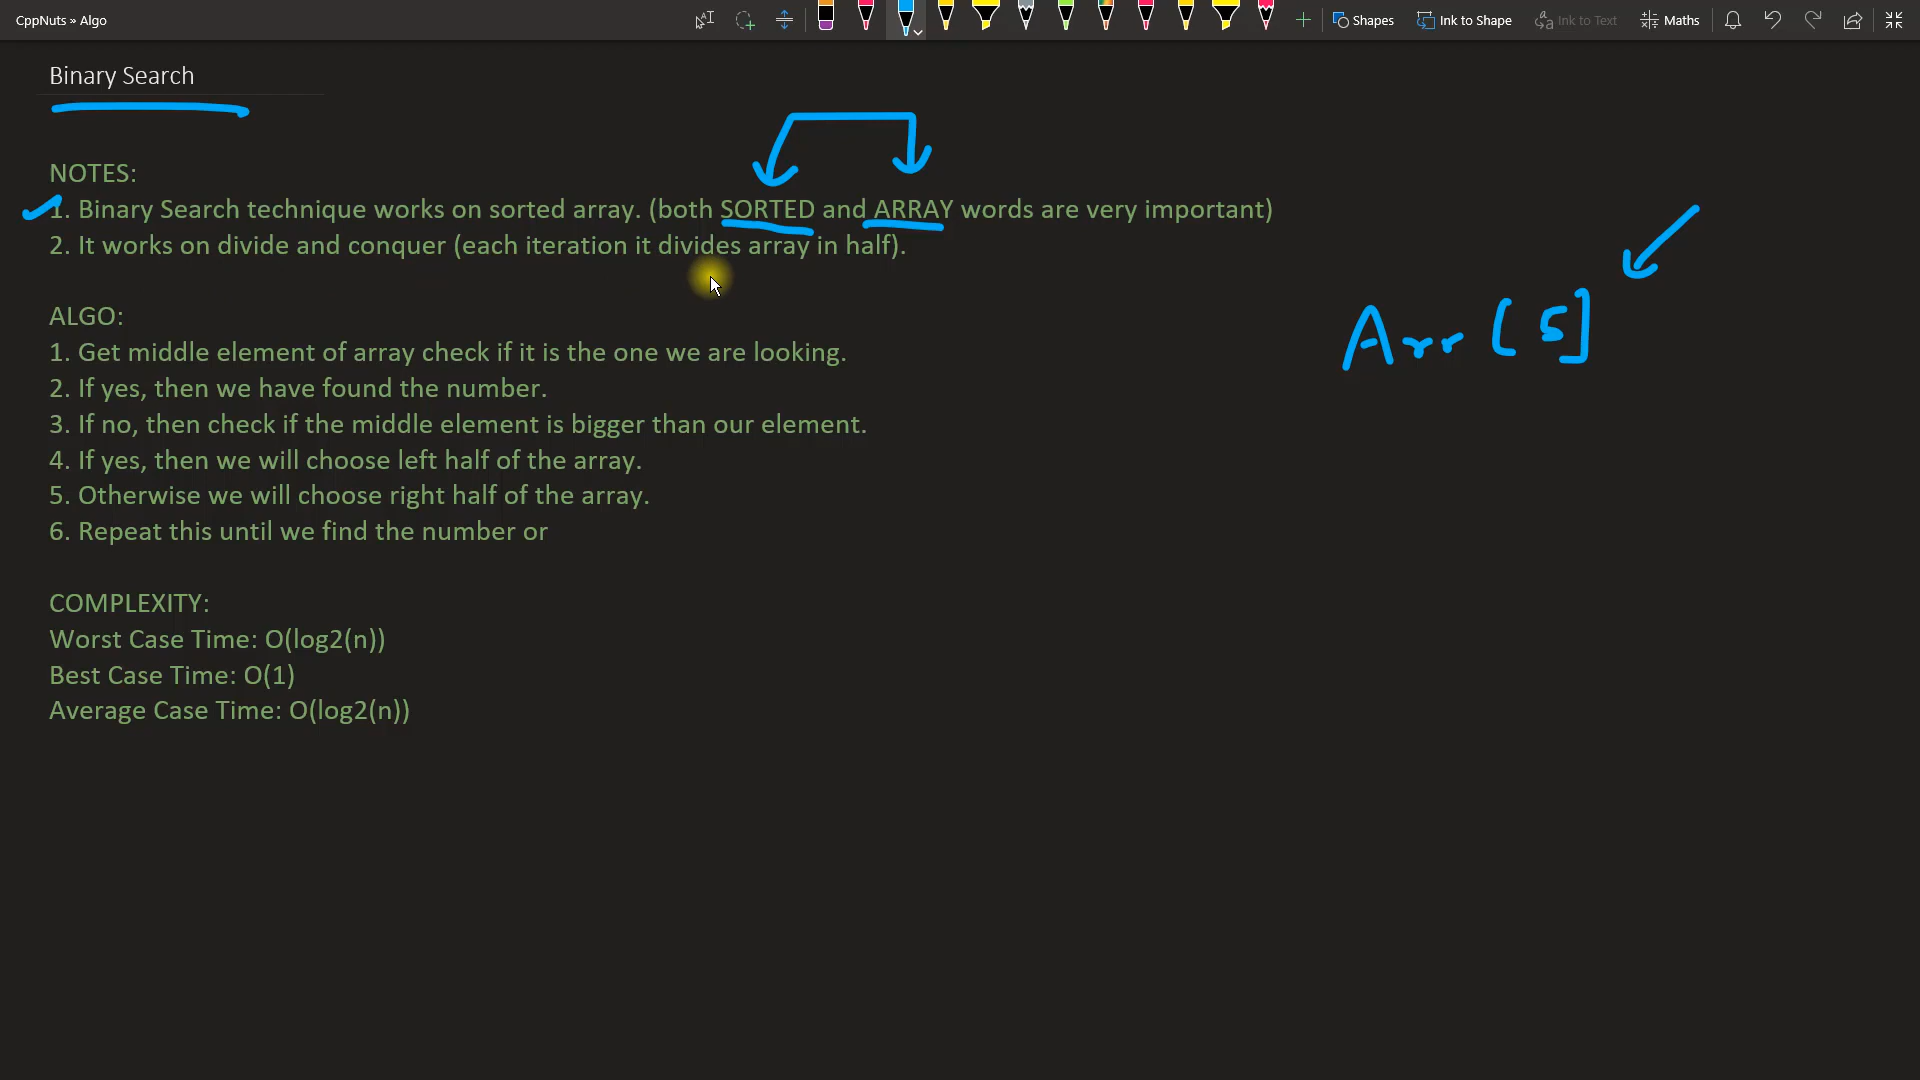 CppNuts » Algo
Shapes
Ink to Shape
Ink to Text
Maths
Binary Search
NOTES:
1. Binary Search technique works on sorted array. (both SORTED and ARRAY words are very important)
2. It works on divide and conquer (each iteration it divides array in half).
Arr [5]
ALGO:
1. Get middle element of array check if it is the one we are looking.
2. If yes, then we have found the number.
3. If no, then check if the middle element is bigger than our element.
4. If yes, then we will choose left half of the array.
5. Otherwise we will choose right half of the array.
6. Repeat this until we find the number or
COMPLEXITY:
Worst Case Time: O(log2(n))
Best Case Time: O(1)
Average Case Time: O(log2(n))